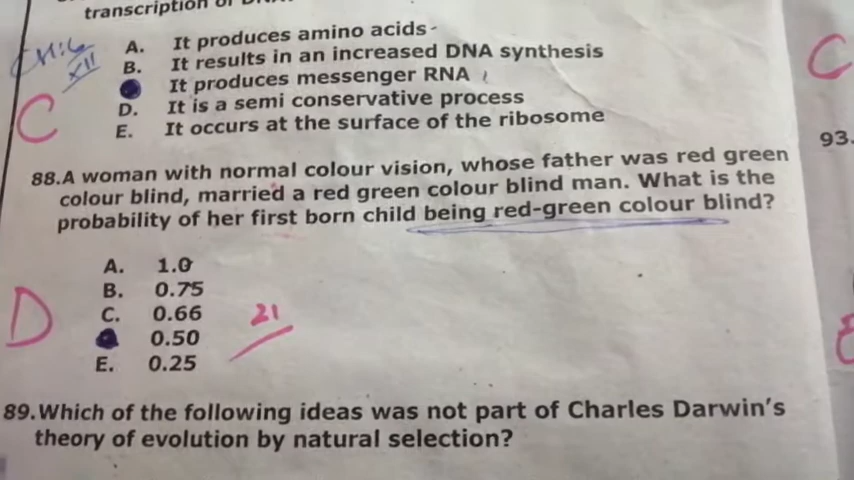 transcription of
A. It produces amino acids -
B. It results in an increased DNA synthesis
It produces messenger RNA
D. It is a semi conservative process
E. It occurs at the surface of the ribosome
XII
C
C
93.
88.A woman with normal colour vision, whose father was red green
colour blind, married a red green colour blind man. What is the
probability of her first born child being red-green colour blind?
A. 1.0
B. 0.75
C. 0.66
0.50
E. 0.25
D
21
89.Which of the following ideas was not part of Charles Darwin's
theory of evolution by natural selection?